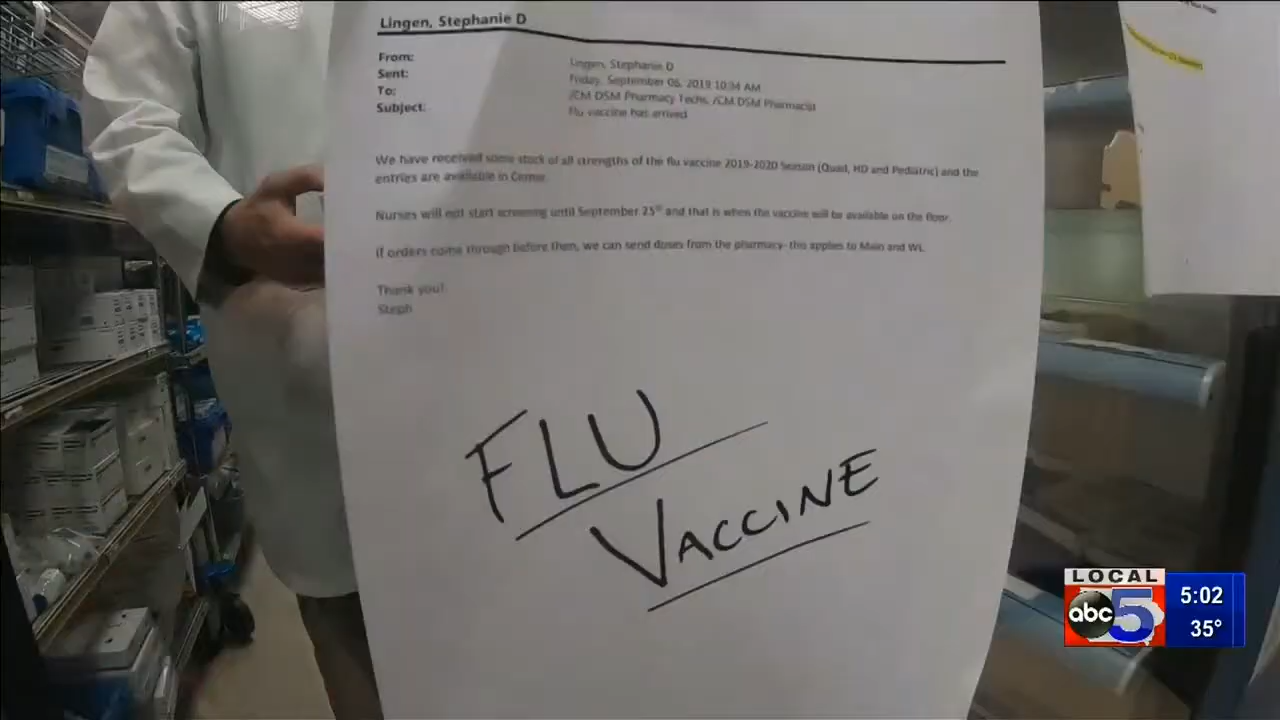 Lingen, Stephanie D
From: Lingen, Stephanie D
Sent: Friday, September 06, 2019 10:34 AM
To: /CM DSM Pharmacy Techs; /CM DSM Pharmacist
Subject: Flu vaccine has arrived
We have received some stock of all strengths of the flu vaccine 2019-2020 Season (Quad, HD and Pediatric) and the
entries are available in Cerner.
Nurses will not start screening until September 25th and that is when the vaccine will be available on the floor.
If orders come through before then, we can send doses from the pharmacy- this applies to Main and WL.
Thank you!
Steph
FLU
VACCINE
LOCAL
abc 5
5:02
35°